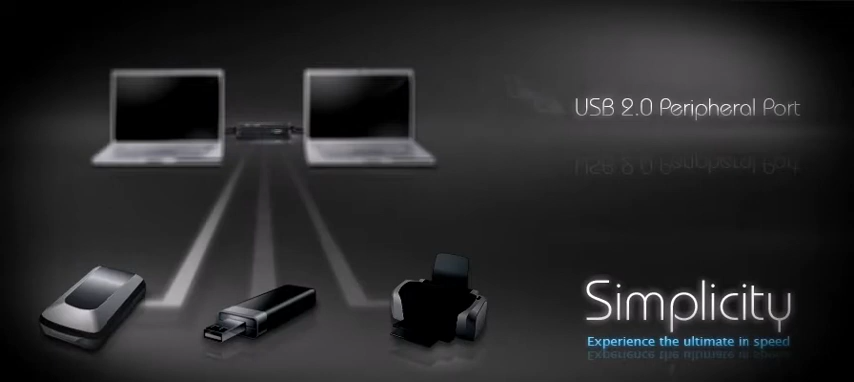 USB 2.0 Peripheral Port
Simplicity
Experience the ultimate in speed